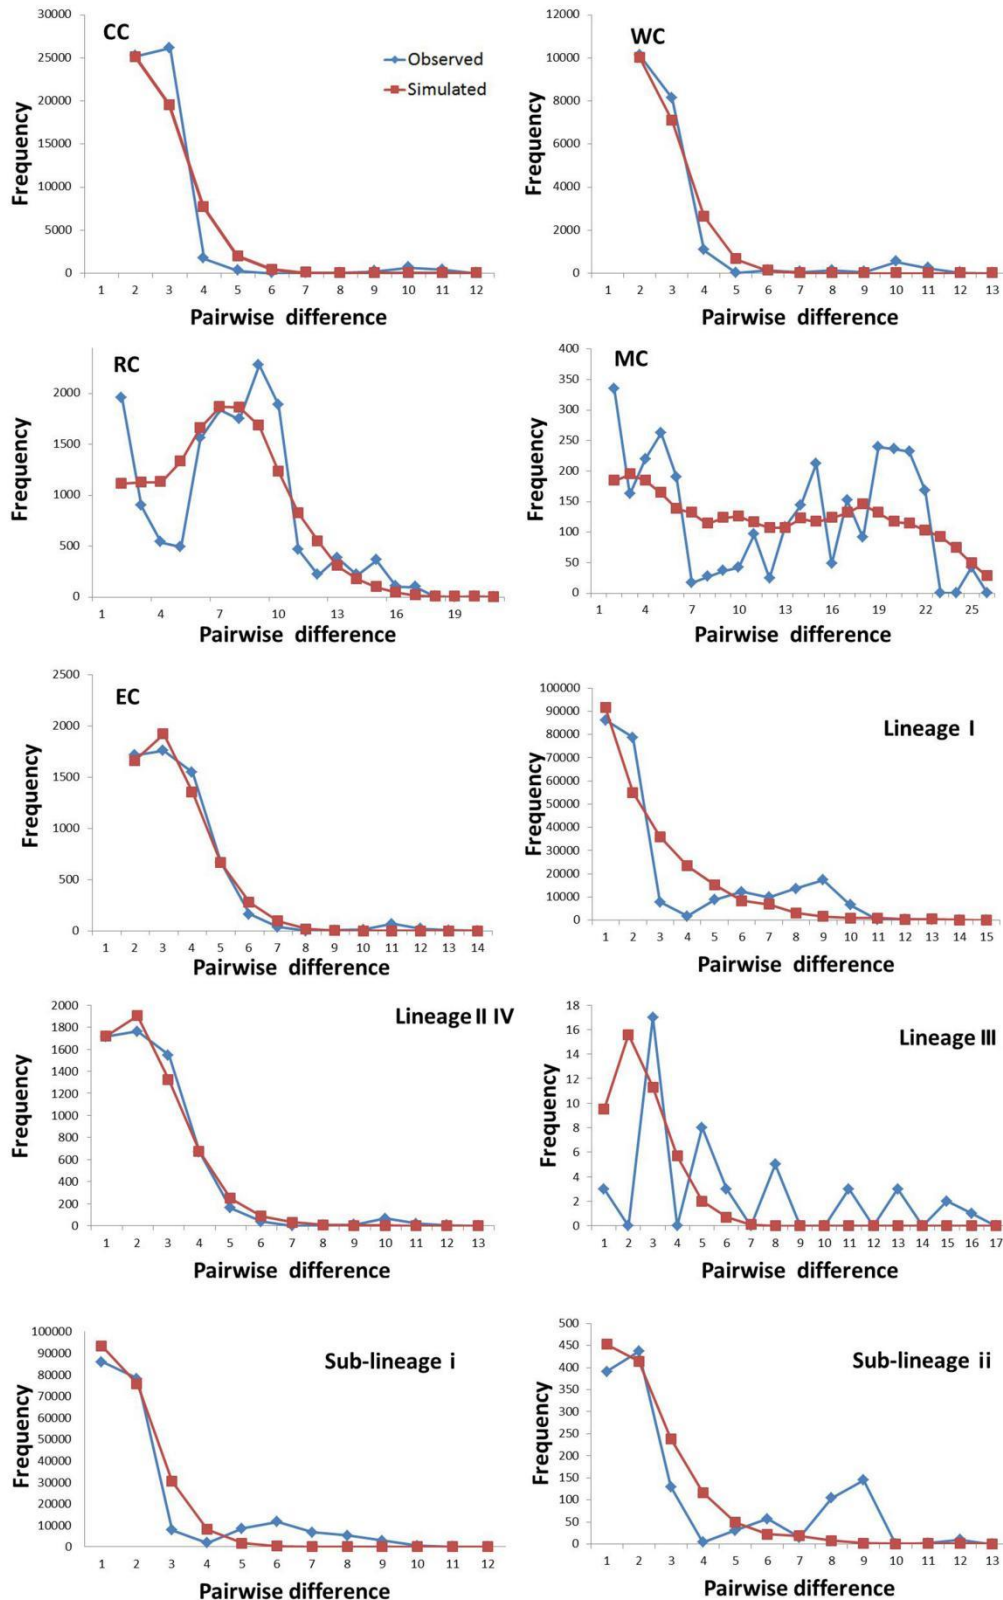 CC
Frequency
30000
25000
20000
15000
10000
5000
0
Observed
Simulated
1 2 3 4 5 6 7 8 9 10 11 12
Pairwise difference
WC
Frequency
12000
10000
8000
6000
4000
2000
0
1 2 3 4 5 6 7 8 9 10 11 12 13
Pairwise difference
RC
Frequency
2000
1500
1000
500
0
1 4 7 10 13 16 19
Pairwise difference
MC
Frequency
400
350
300
250
200
150
100
50
0
1 4 7 10 13 16 19 22 25
Pairwise difference
EC
Frequency
2500
2000
1500
1000
500
0
1 2 3 4 5 6 7 8 9 10 11 12 13 14
Pairwise difference
Lineage I
Frequency
100000
90000
80000
70000
60000
50000
40000
30000
20000
10000
0
1 2 3 4 5 6 7 8 9 10 11 12 13 14 15
Pairwise difference
Lineage II IV
Frequency
2000
1800
1600
1400
1200
1000
800
600
400
200
0
1 2 3 4 5 6 7 8 9 10 11 12 13
Pairwise difference
Lineage III
Frequency
18
16
14
12
10
8
6
4
2
0
1 2 3 4 5 6 7 8 9 10 11 12 13 14 15 16 17
Pairwise difference
Sub-lineage i
Frequency
100000
90000
80000
70000
60000
50000
40000
30000
20000
10000
0
1 2 3 4 5 6 7 8 9 10 11 12
Pairwise difference
Sub-lineage ii
Frequency
500
450
400
350
300
250
200
150
100
50
0
1 2 3 4 5 6 7 8 9 10 11 12 13
Pairwise difference